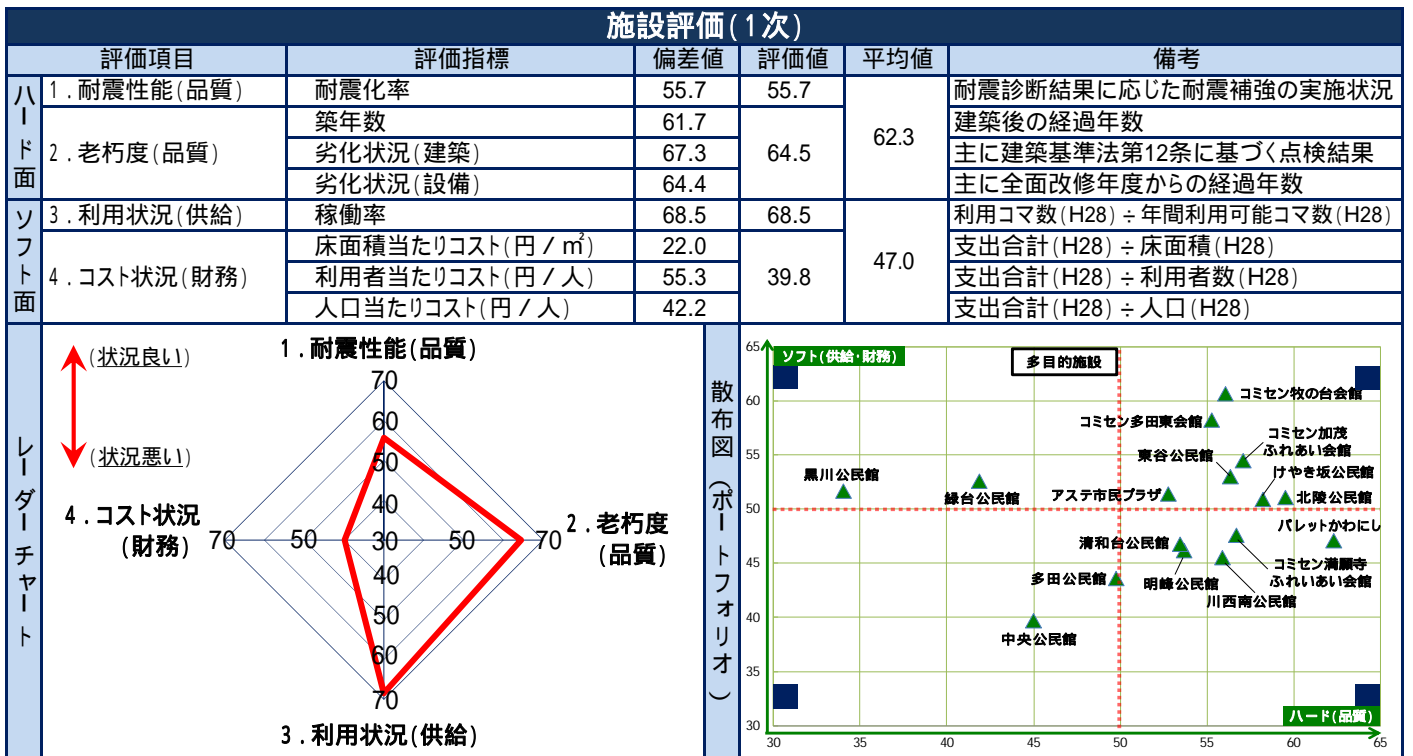 施設評価(1次)
評価項目 評価指標 偏差値 評価値 平均値 備考
ハード面
1．耐震性能(品質) 耐震化率 55.7 55.7 62.3 耐震診断結果に応じた耐震補強の実施状況
2．老朽度(品質) 築年数 61.7 64.5 建築後の経過年数
劣化状況(建築) 67.3 主に建築基準法第12条に基づく点検結果
劣化状況(設備) 64.4 主に全面改修年度からの経過年数
ソフト面
3．利用状況(供給) 稼働率 68.5 68.5 47.0 利用コマ数(H28)÷年間利用可能コマ数(H28)
4．コスト状況(財務) 床面積当たりコスト(円／㎡) 22.0 39.8 支出合計(H28)÷床面積(H28)
利用者当たりコスト(円／人) 55.3 支出合計(H28)÷利用者数(H28)
人口当たりコスト(円／人) 42.2 支出合計(H28)÷人口(H28)
レーダーチャート
(状況良い)
(状況悪い)
1．耐震性能(品質)
70
60
50
40
4．コスト状況
(財務)
70 50 30 50 70
2．老朽度
(品質)
40
50
60
70
3．利用状況(供給)
散布図(ポートフォリオ)
65
60
55
50
45
40
35
30
ソフト(供給・財務)
多目的施設
コミセン牧の台会館
コミセン多田東会館
コミセン加茂
ふれあい会館
東谷公民館
けやき坂公民館
黒川公民館
緑台公民館
アステ市民プラザ
北陵公民館
パレットかわにし
清和台公民館
コミセン満願寺
ふれいあい会館
多田公民館
明峰公民館
川西南公民館
中央公民館
ハード(品質)
30 35 40 45 50 55 60 65